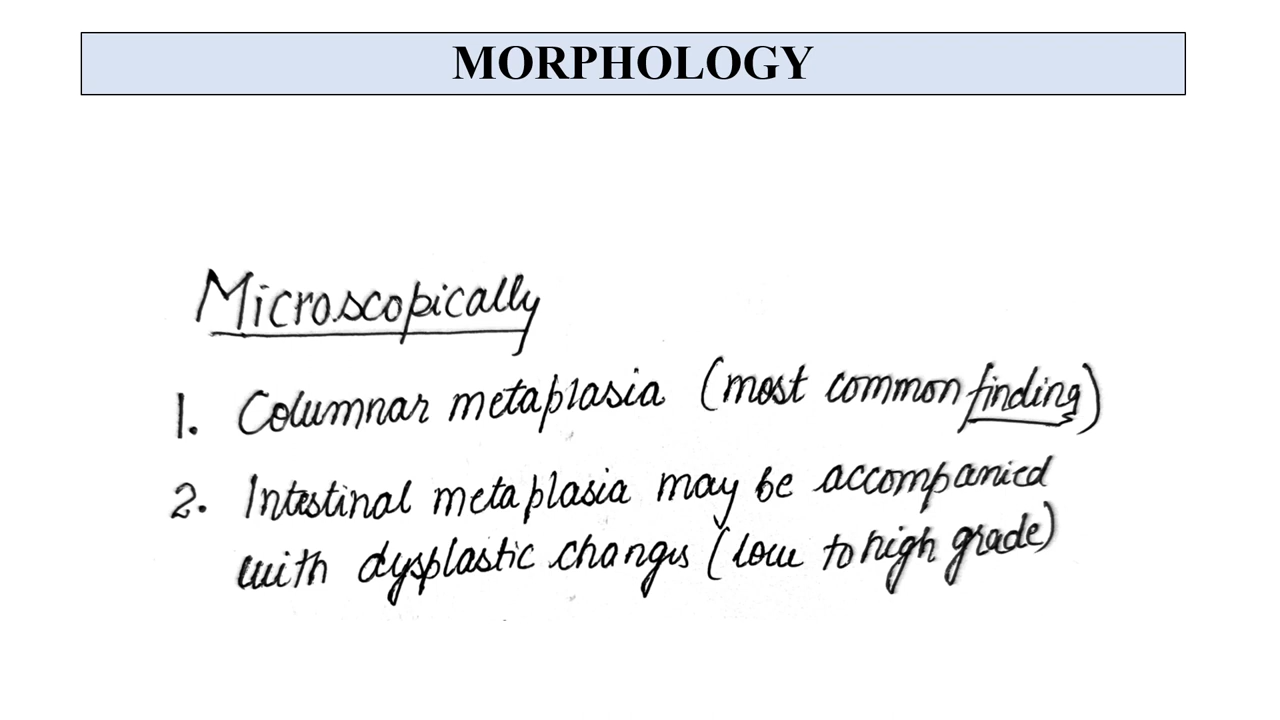 MORPHOLOGY
Microscopically
1. Columnar metaplasia (most common finding)
2. Intestinal metaplasia may be accompanied
with dysplastic changes (low to high grade)